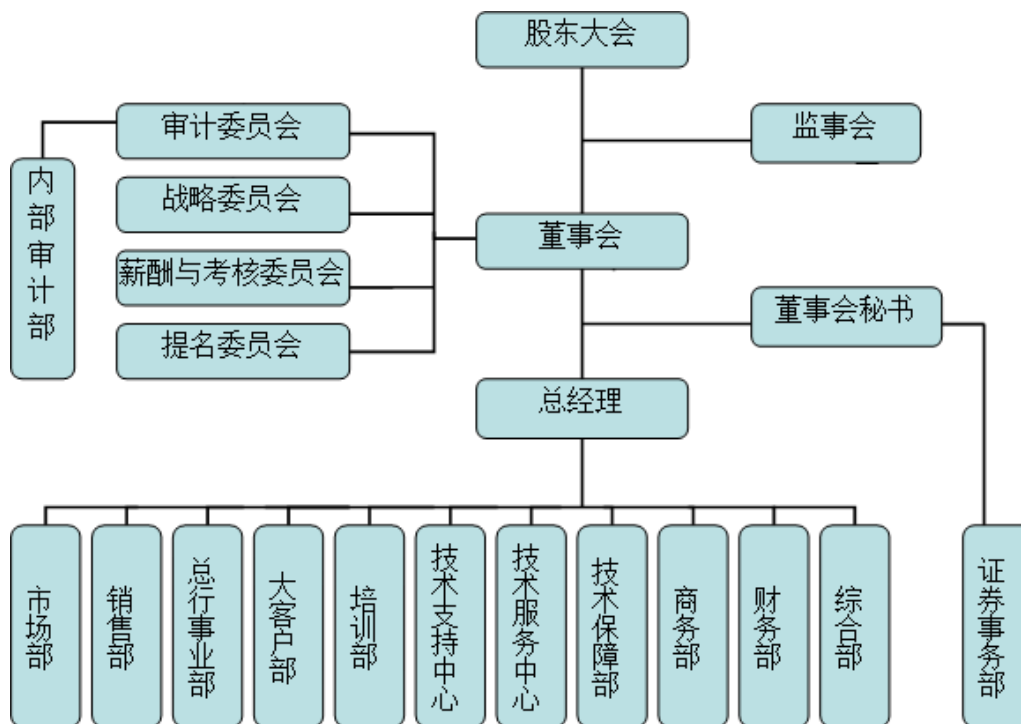 股东大会
审计委员会
监事会
内部审计部
战略委员会
董事会
薪酬与考核委员会
董事会秘书
提名委员会
总经理
市场部
销售部
总行事业部
大客户部
培训部
技术支持中心
技术服务中心
技术保障部
商务部
财务部
综合部
证券事务部